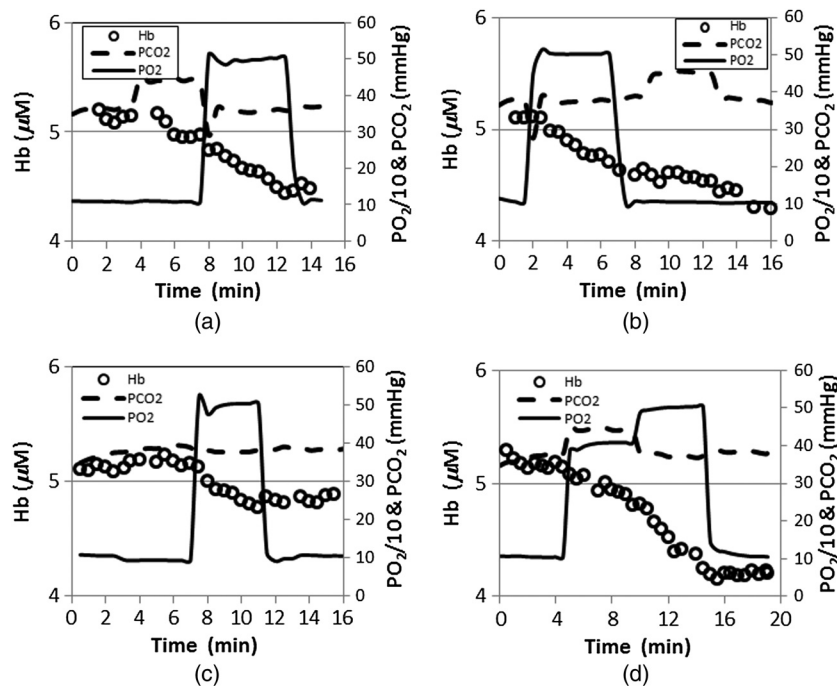 6
60
Hb
PCO2
PO2
50
40
5
30
20
10
4
0
Hb (μM)
PO₂/10 & PCO₂ (mmHg)
0 2 4 6 8 10 12 14 16
Time (min)
(a)
6
60
Hb
PCO2
PO2
50
40
5
30
20
10
4
0
Hb (μM)
PO₂/10 & PCO₂ (mmHg)
0 2 4 6 8 10 12 14 16
Time (min)
(b)
6
60
Hb
PCO2
PO2
50
40
5
30
20
10
4
0
Hb (μM)
PO₂/10 & PCO₂ (mmHg)
0 2 4 6 8 10 12 14 16
Time (min)
(c)
6
60
Hb
PCO2
PO2
50
40
5
30
20
10
4
0
Hb (μM)
PO₂/10 & PCO₂ (mmHg)
0 4 8 12 16 20
Time (min)
(d)